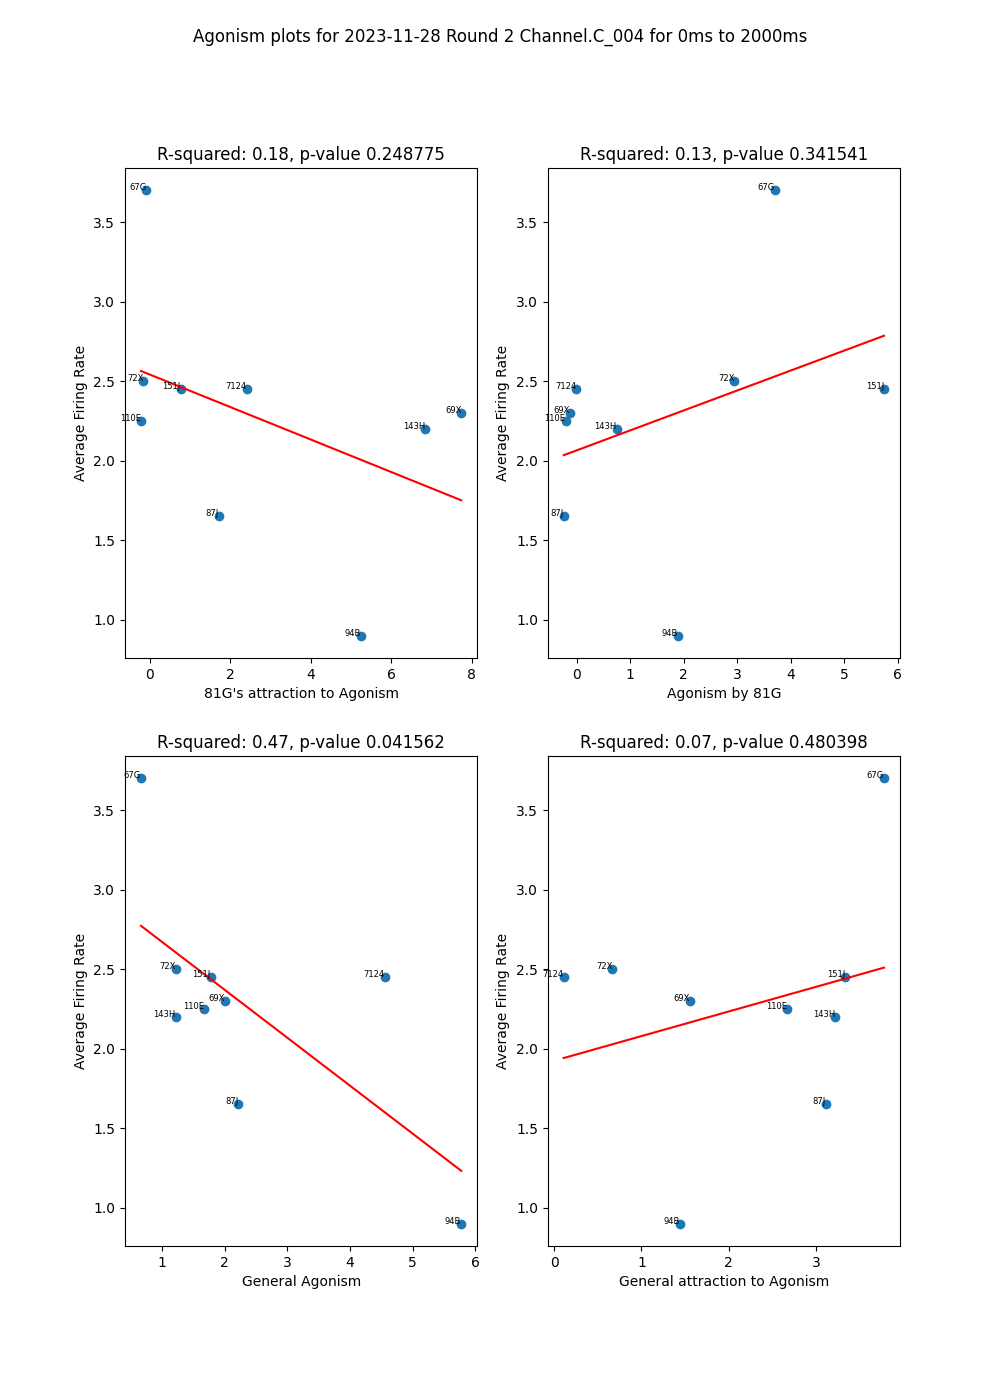 Agonism plots for 2023-11-28 Round 2 Channel.C_004 for 0ms to 2000ms
R-squared: 0.18, p-value 0.248775
67G
72X
151J
7124
110E
69X
143H
87J
94B
3.5
3.0
2.5
2.0
1.5
1.0
Average Firing Rate
0 2 4 6 8
81G's attraction to Agonism
R-squared: 0.13, p-value 0.341541
67G
72X
7124
151J
69X
110E
143H
87J
94B
3.5
3.0
2.5
2.0
1.5
1.0
Average Firing Rate
0 1 2 3 4 5 6
Agonism by 81G
R-squared: 0.47, p-value 0.041562
67G
72X
151J
7124
69X
110E
143H
87J
94B
3.5
3.0
2.5
2.0
1.5
1.0
Average Firing Rate
1 2 3 4 5 6
General Agonism
R-squared: 0.07, p-value 0.480398
67G
7124
72X
151J
69X
110E
143H
87J
94B
3.5
3.0
2.5
2.0
1.5
1.0
Average Firing Rate
0 1 2 3
General attraction to Agonism